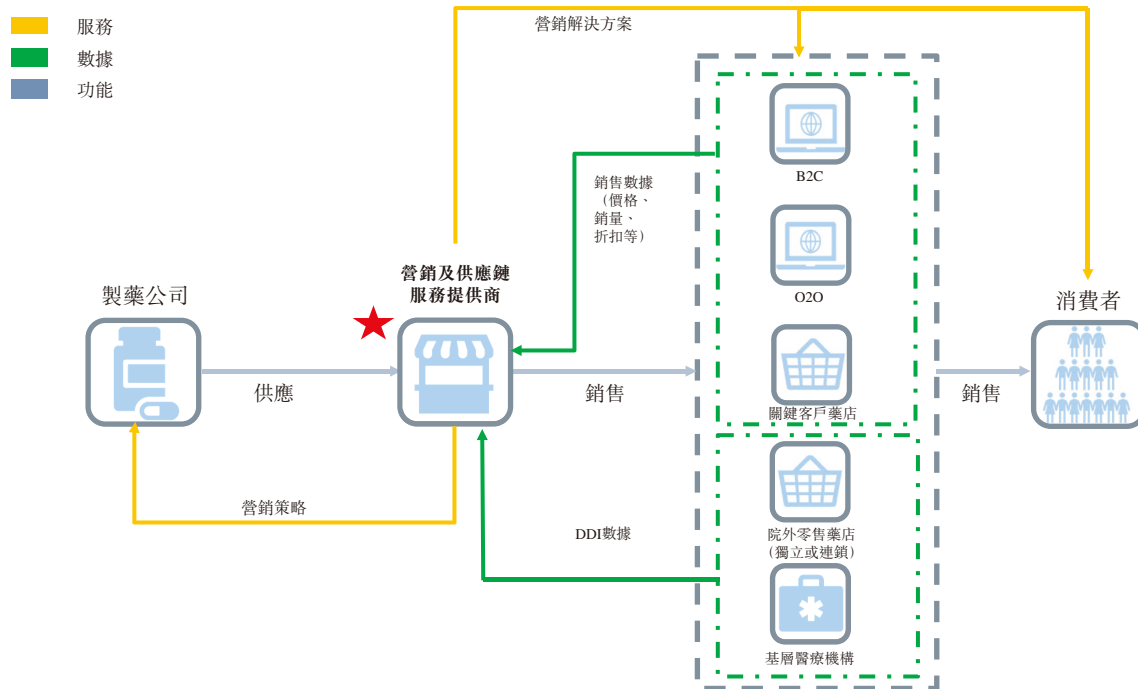 服務
數據
功能
營銷解決方案
B2C
銷售數據
（價格、
銷量、
折扣等）
O2O
營銷及供應鏈
服務提供商
製藥公司
消費者
供應
銷售
銷售
關鍵客戶藥店
營銷策略
DDI數據
院外零售藥店
（獨立或連鎖）
基層醫療機構